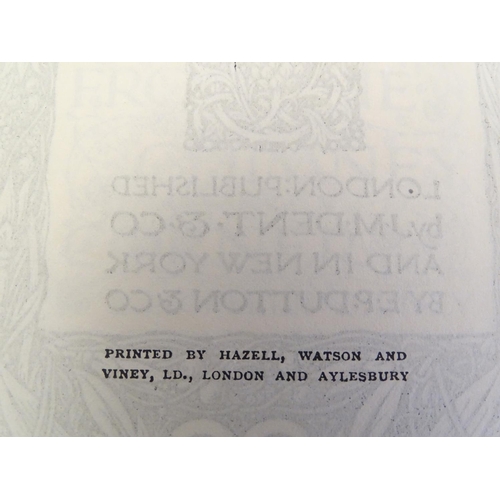 LONDON: PUBLISHED
by J·M·DENT·&·CO
AND IN NEW YORK
BY E·P·DUTTON & CO
PRINTED BY HAZELL, WATSON AND
VINEY, LD., LONDON AND AYLESBURY